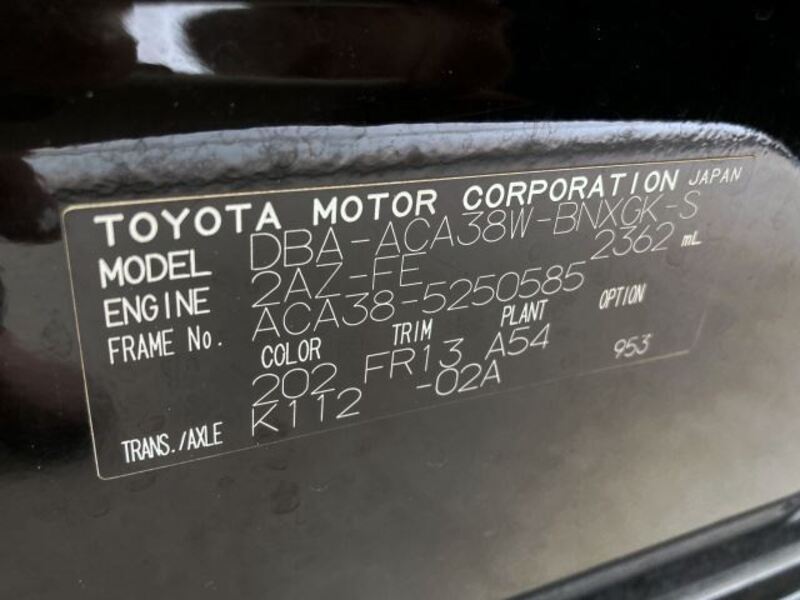 TOYOTA MOTOR CORPORATION JAPAN
MODEL DBA-ACA38W-BNXGK-S
ENGINE 2AZ-FE 2362 mL
FRAME No. ACA38-5250585
COLOR TRIM PLANT OPTION
202 FR13 A54 953
TRANS./AXLE K112 -02A